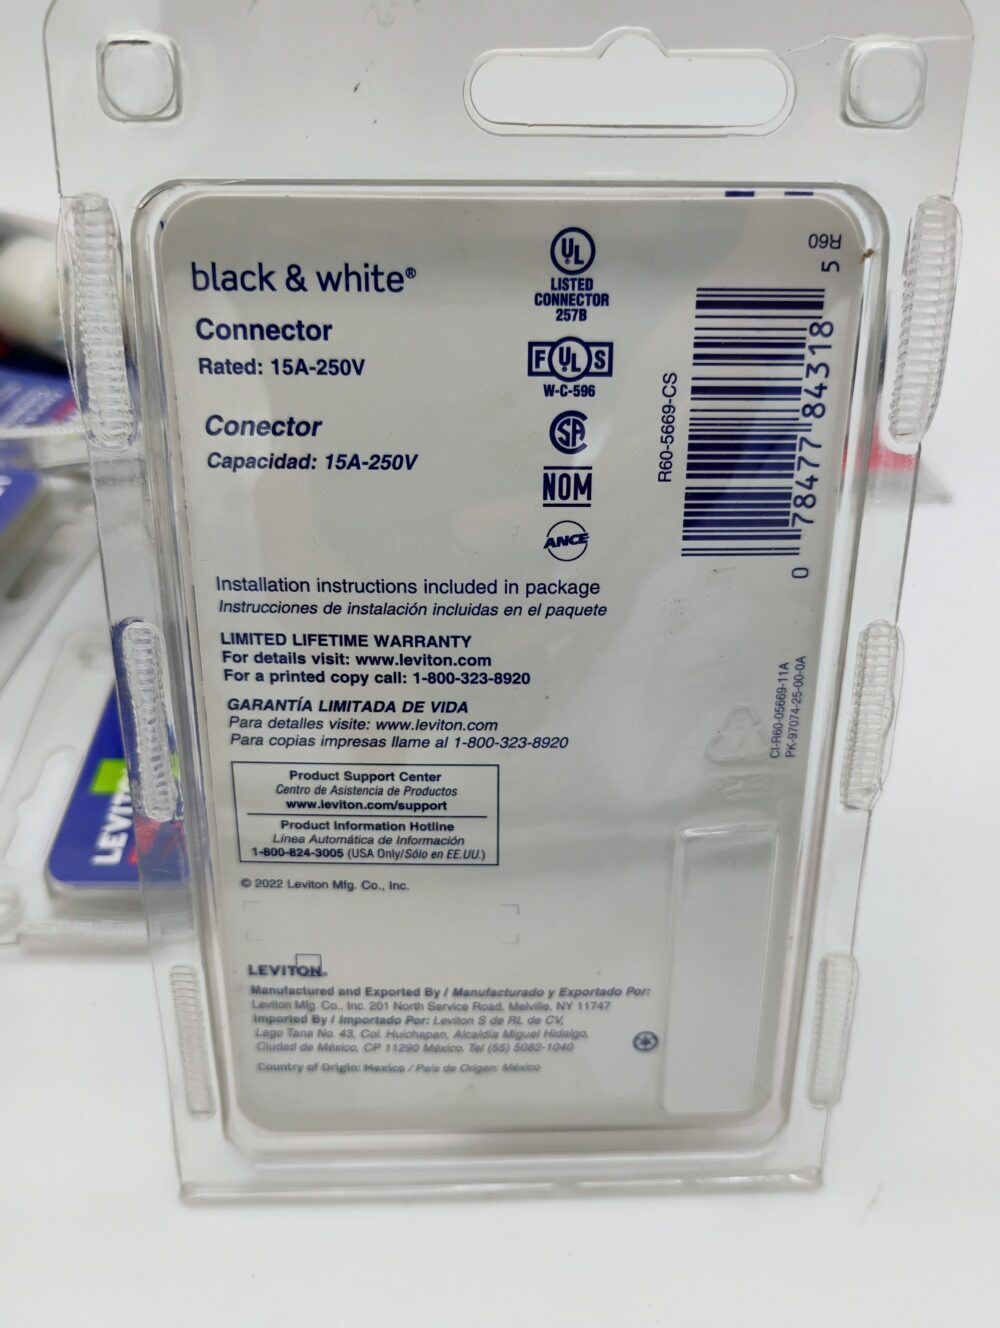 black & white®
Connector
Rated: 15A-250V
Conector
Capacidad: 15A-250V
UL
LISTED
CONNECTOR
257B
F UL S
W-C-596
SA
NOM
ANCE
R60
5
78477 84318
0
R60-5669-CS
Installation instructions included in package
Instrucciones de instalación incluidas en el paquete
LIMITED LIFETIME WARRANTY
For details visit: www.leviton.com
For a printed copy call: 1-800-323-8920
GARANTÍA LIMITADA DE VIDA
Para detalles visite: www.leviton.com
Para copias impresas llame al 1-800-323-8920
CI-R60-05669-11A
PK-97074-25-00-0A
Product Support Center
Centro de Asistencia de Productos
www.leviton.com/support
Product Information Hotline
Línea Automática de Información
1-800-824-3005 (USA Only/Sólo en EE.UU.)
© 2022 Leviton Mfg. Co., Inc.
LEVITON®
Manufactured and Exported By / Manufacturado y Exportado Por:
Leviton Mfg. Co., Inc. 201 North Service Road, Melville, NY 11747
Imported By / Importado Por: Leviton S de RL de CV,
Lago Tana No. 43, Col. Huichapan, Alcaldía Miguel Hidalgo,
Ciudad de México, CP 11290 México. Tel (55) 5082-1040
Country of Origin: Mexico / País de Origen: México
LEVITO